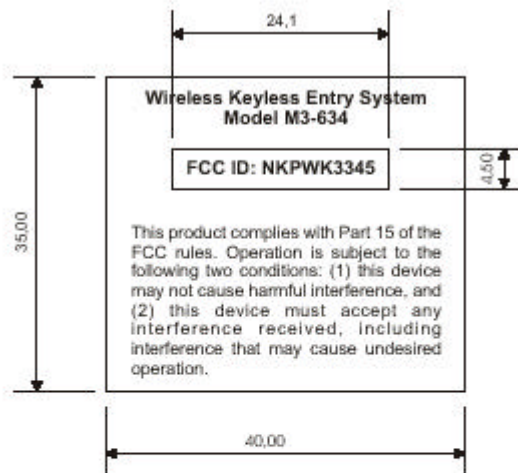 24,1
Wireless Keyless Entry System
Model M3-634
FCC ID: NKPWK3345
4,50
35,00
This product complies with Part 15 of the
FCC rules. Operation is subject to the
following two conditions: (1) this device
may not cause harmful interference, and
(2) this device must accept any
interference received, including
interference that may cause undesired
operation.
40,00